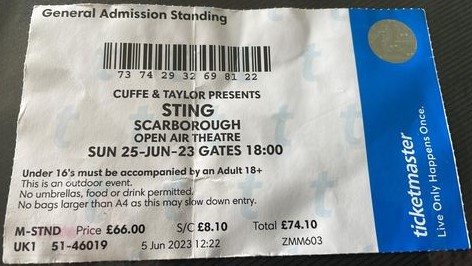 General Admission Standing
73 74 29 32 69 81 22
CUFFE & TAYLOR PRESENTS
STING
SCARBOROUGH
OPEN AIR THEATRE
SUN 25-JUN-23 GATES 18:00
Under 16's must be accompanied by an Adult 18+
This is an outdoor event.
No umbrellas, food or drink permitted.
No bags larger than A4 as this may slow down entry.
M-STND Price £66.00 S/C £8.10 Total £74.10
UK1 51-46019 5 Jun 2023 12:22 ZMM603
ticketmaster
Live Only Happens Once.